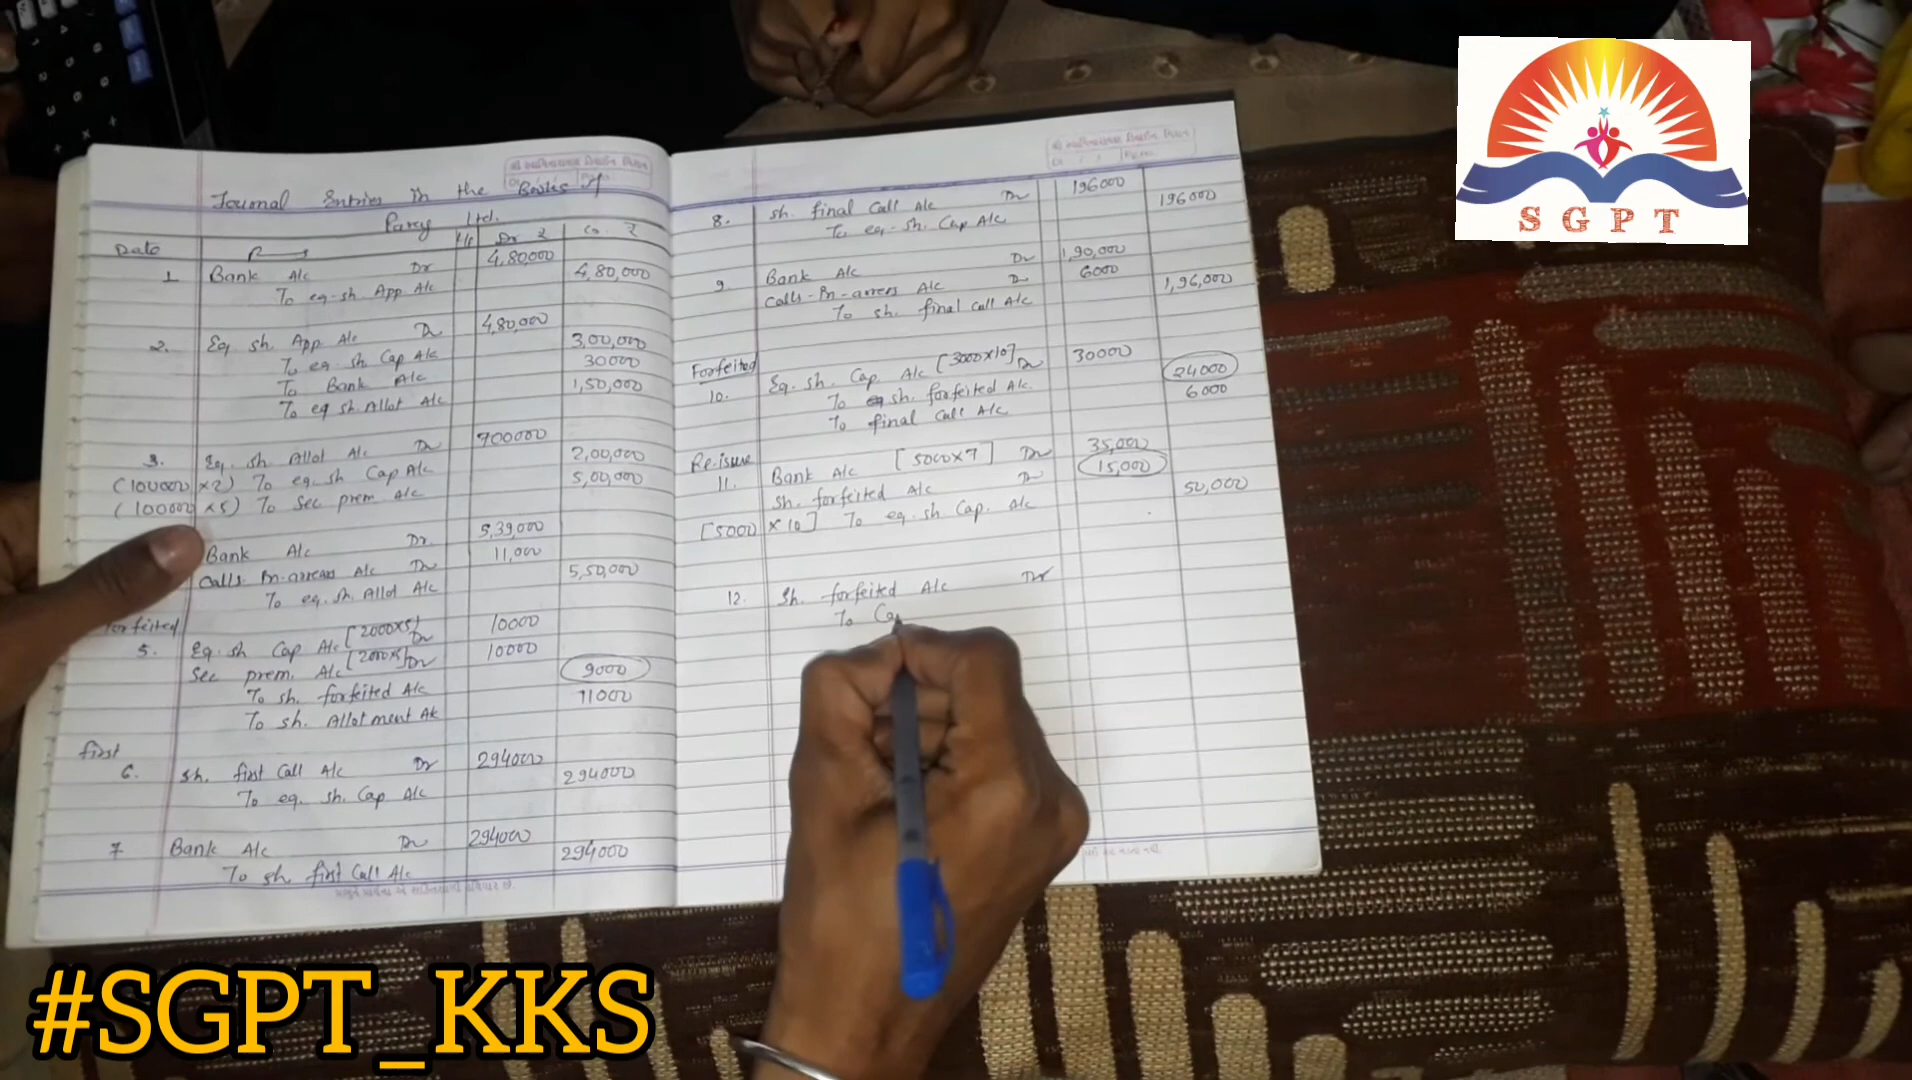 Journal Entries in the Books of
Parag Ltd.
Date L/F Dr ₹ Cr. ₹
1 Bank A/c Dr 4,80,000
To eq-sh App A/c 4,80,000
2. Eq sh. App A/c Dr 4,80,000
To eq. sh Cap A/c 3,00,000
To Bank A/c 30000
To eq sh. Allot A/c 1,50,000
3. Eq. sh Allot A/c Dr 700000
(100000 x2) To eq. sh Cap A/c 2,00,000
(100000 x5) To Sec prem. A/c 5,00,000
Bank A/c Dr. 5,39,000
Calls-In-arrears A/c Dr 11,000
To eq. sh. Allot A/c 5,50,000
forfeited
5. Eq. sh Cap A/c [2000x5] Dr 10000
Sec prem. A/c [2000x5] Dr 10000
To sh. forfeited A/c 9000
To sh. Allotment A/c 11000
first
6. sh. first Call A/c Dr 294000
To eq. sh. Cap A/c 294000
7 Bank A/c Dr 294000
To sh first Call A/c 294000
8. sh. final Call A/c Dr 196000
To eq-sh. Cap A/c 196000
9. Bank A/c Dr 1,90,000
Calls-In-arrers A/c Dr 6000
To sh. final Call A/c 1,96,000
Forfeited
10. Eq. sh. Cap. A/c [3000x10] Dr 30000
To sh. forfeited A/c 24000
To final Call A/c 6000
Re-issue
11. Bank A/c [5000x7] Dr 35,000
sh. forfeited A/c Dr 15,000
[5000 x10] To eq. sh Cap. A/c 50,000
12. Sh. forfeited A/c Dr
To Ca
SGPT
#SGPT_KKS